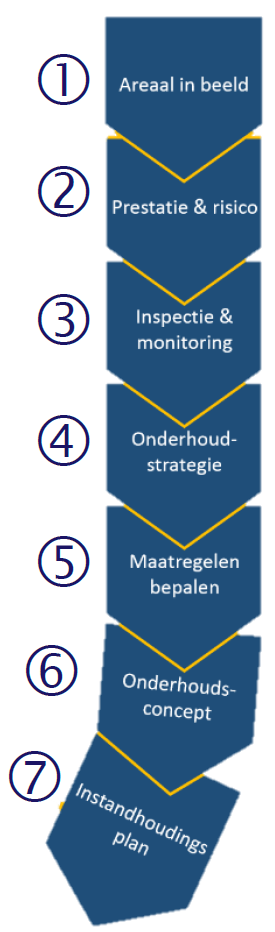 ① Areaal in beeld
② Prestatie & risico
③ Inspectie &
monitoring
④ Onderhoud-
strategie
⑤ Maatregelen
bepalen
⑥ Onderhouds-
concept
⑦ Instandhoudings
plan